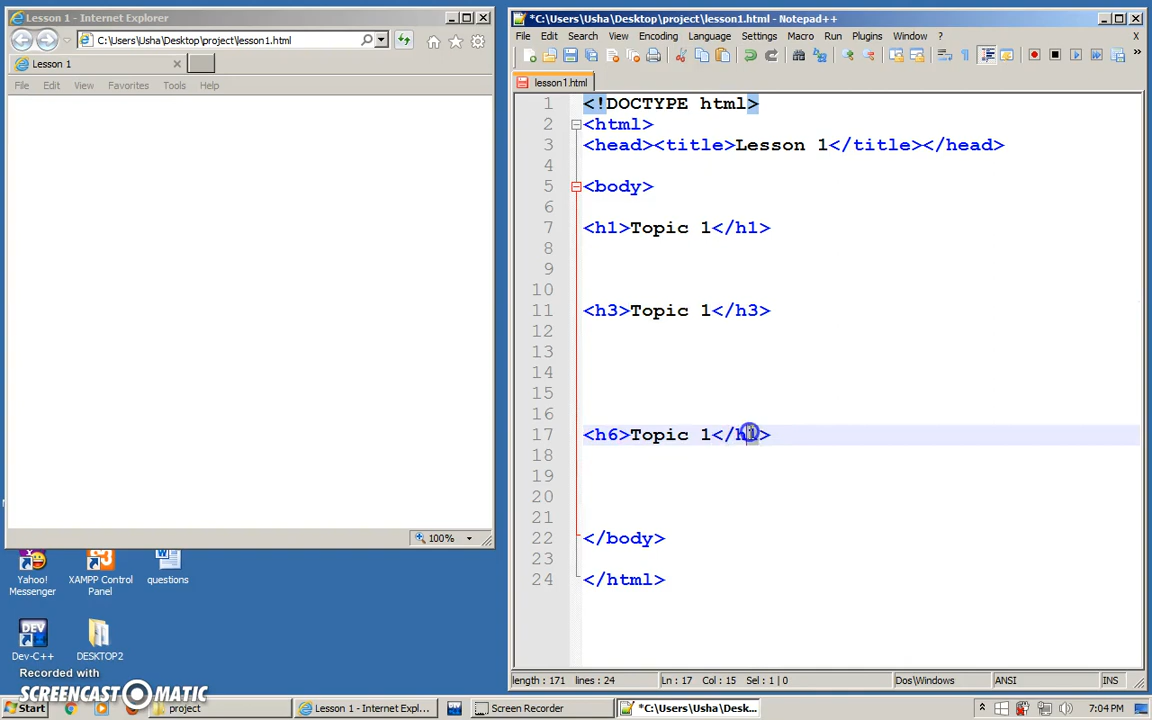 Lesson 1 - Internet Explorer
C:\Users\Usha\Desktop\project\lesson1.html
Lesson 1
File Edit View Favorites Tools Help
100%
Yahoo! Messenger
XAMPP Control Panel
questions
Dev-C++
DESKTOP2
Recorded with
SCREENCAST MATIC
*C:\Users\Usha\Desktop\project\lesson1.html - Notepad++
File Edit Search View Encoding Language Settings Macro Run Plugins Window ? X
lesson1.html
1 <!DOCTYPE html>
2 <html>
3 <head><title>Lesson 1</title></head>
4
5 <body>
6
7 <h1>Topic 1</h1>
8
9
10
11 <h3>Topic 1</h3>
12
13
14
15
16
17 <h6>Topic 1</h1>
18
19
20
21
22 </body>
23
24 </html>
length : 171 lines : 24 Ln : 17 Col : 15 Sel : 1 | 0 Dos\Windows ANSI INS
Start project Lesson 1 - Internet Expl... Screen Recorder *C:\Users\Usha\Desk... 7:04 PM